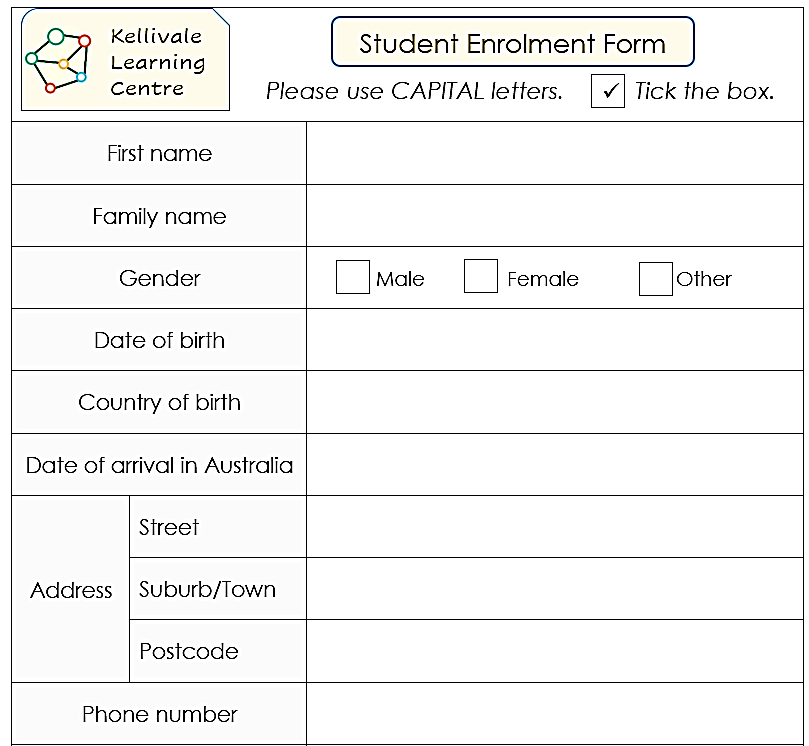 Kellivale
Learning
Centre
Student Enrolment Form
Please use CAPITAL letters. ✓ Tick the box.
First name
Family name
Gender Male Female Other
Date of birth
Country of birth
Date of arrival in Australia
Address
Street
Suburb/Town
Postcode
Phone number